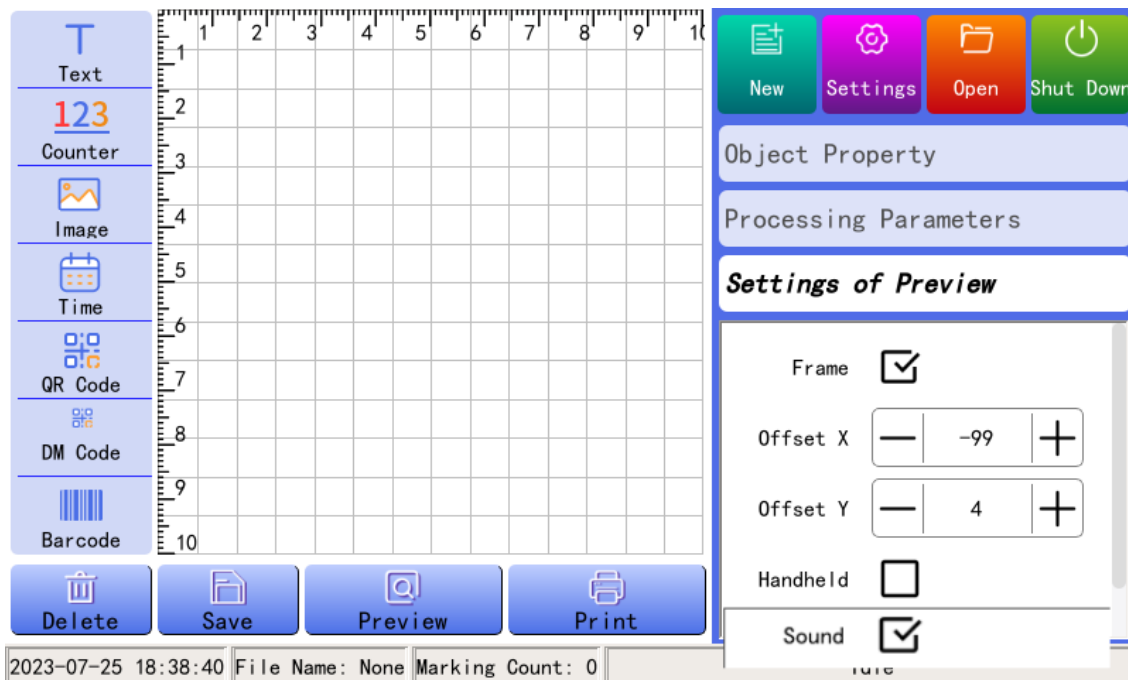 Text
123
Counter
Image
Time
QR Code
DM Code
Barcode
1 2 3 4 5 6 7 8 9 10
1
2
3
4
5
6
7
8
9
10
New Settings Open Shut Down
Object Property
Processing Parameters
Settings of Preview
Frame
Offset X -99
Offset Y 4
Handheld
Sound
Delete Save Preview Print
2023-07-25 18:38:40 File Name: None Marking Count: 0 Idle